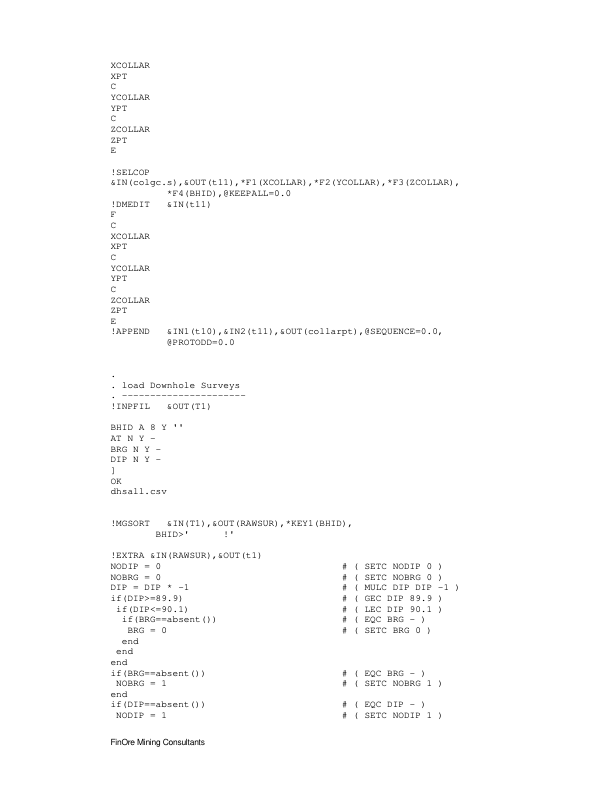 XCOLLAR
XPT
C
YCOLLAR
YPT
C
ZCOLLAR
ZPT
E
!SELCOP
&IN(colgc.s),&OUT(t11),*F1(XCOLLAR),*F2(YCOLLAR),*F3(ZCOLLAR),
*F4(BHID),@KEEPALL=0.0
!DMEDIT &IN(t11)
F
C
XCOLLAR
XPT
C
YCOLLAR
YPT
C
ZCOLLAR
ZPT
E
!APPEND &IN1(t10),&IN2(t11),&OUT(collarpt),@SEQUENCE=0.0,
@PROTODD=0.0
.
. load Downhole Surveys
. ----------------------
!INPFIL &OUT(T1)
BHID A 8 Y ''
AT N Y -
BRG N Y -
DIP N Y -
]
OK
dhsall.csv
!MGSORT &IN(T1),&OUT(RAWSUR),*KEY1(BHID),
BHID>' !'
!EXTRA &IN(RAWSUR),&OUT(t1)
NODIP = 0 # ( SETC NODIP 0 )
NOBRG = 0 # ( SETC NOBRG 0 )
DIP = DIP * -1 # ( MULC DIP DIP -1 )
if(DIP>=89.9) # ( GEC DIP 89.9 )
if(DIP<=90.1) # ( LEC DIP 90.1 )
if(BRG==absent()) # ( EQC BRG - )
BRG = 0 # ( SETC BRG 0 )
end
end
end
if(BRG==absent()) # ( EQC BRG - )
NOBRG = 1 # ( SETC NOBRG 1 )
end
if(DIP==absent()) # ( EQC DIP - )
NODIP = 1 # ( SETC NODIP 1 )
FinOre Mining Consultants